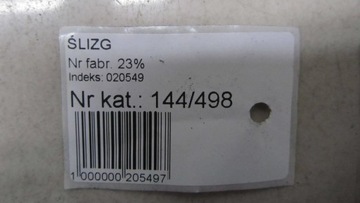 ŚLIZG
Nr fabr. 23%
Indeks: 020549
Nr kat.: 144/498
1 000000 205497